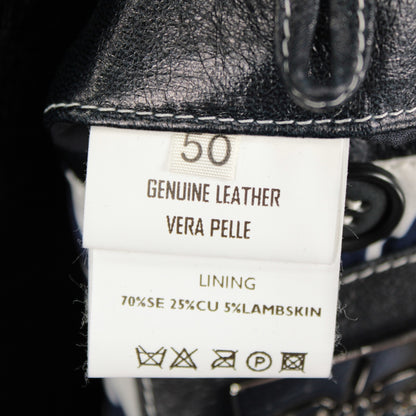 50
GENUINE LEATHER
VERA PELLE
LINING
70%SE 25%CU 5%LAMBSKIN